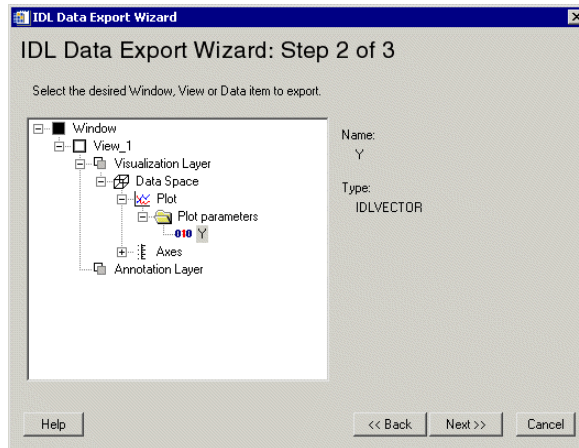 IDL Data Export Wizard
IDL Data Export Wizard: Step 2 of 3
Select the desired Window, View or Data item to export.
Window
View_1
Visualization Layer
Data Space
Plot
Plot parameters
010 Y
Axes
Annotation Layer
Name:
Y
Type:
IDLVECTOR
Help
<< Back
Next >>
Cancel